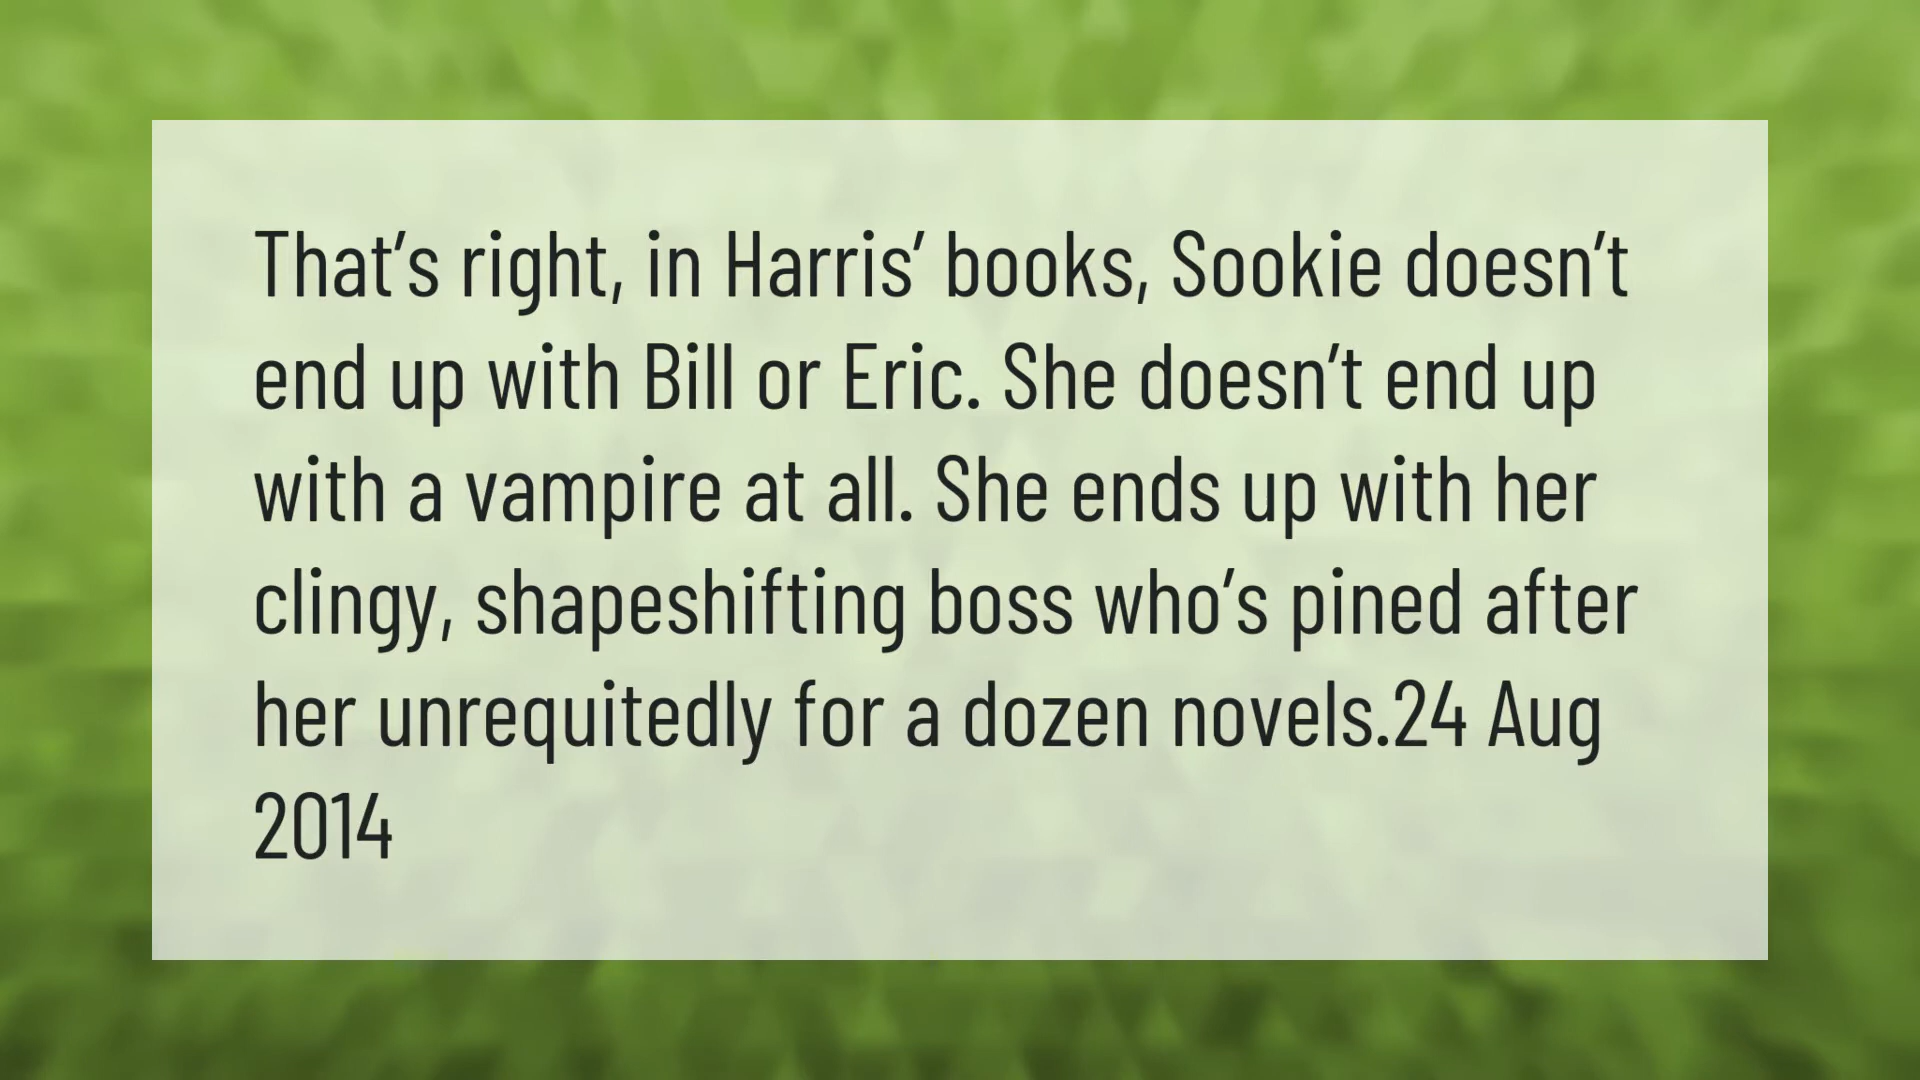 That’s right, in Harris’ books, Sookie doesn’t
end up with Bill or Eric. She doesn’t end up
with a vampire at all. She ends up with her
clingy, shapeshifting boss who’s pined after
her unrequitedly for a dozen novels.24 Aug
2014